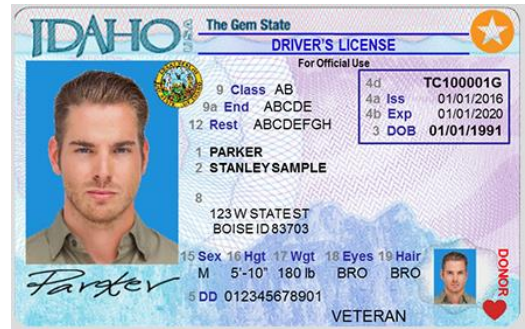 IDAHO USA The Gem State
DRIVER'S LICENSE
For Official Use
9 Class AB
9a End ABCDE
12 Rest ABCDEFGH
4d TC100001G
4a Iss 01/01/2016
4b Exp 01/01/2020
3 DOB 01/01/1991
1 PARKER
2 STANLEY SAMPLE
8
123 W STATE ST
BOISE ID 83703
15 Sex 16 Hgt 17 Wgt 18 Eyes 19 Hair
M 5'-10" 180 lb BRO BRO
5 DD 012345678901
VETERAN
DONOR
Parker